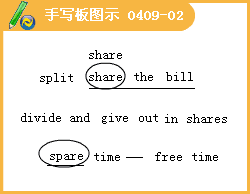 手写板图示 0409-02
share
split share the bill
divide and give out in shares
spare time — free time